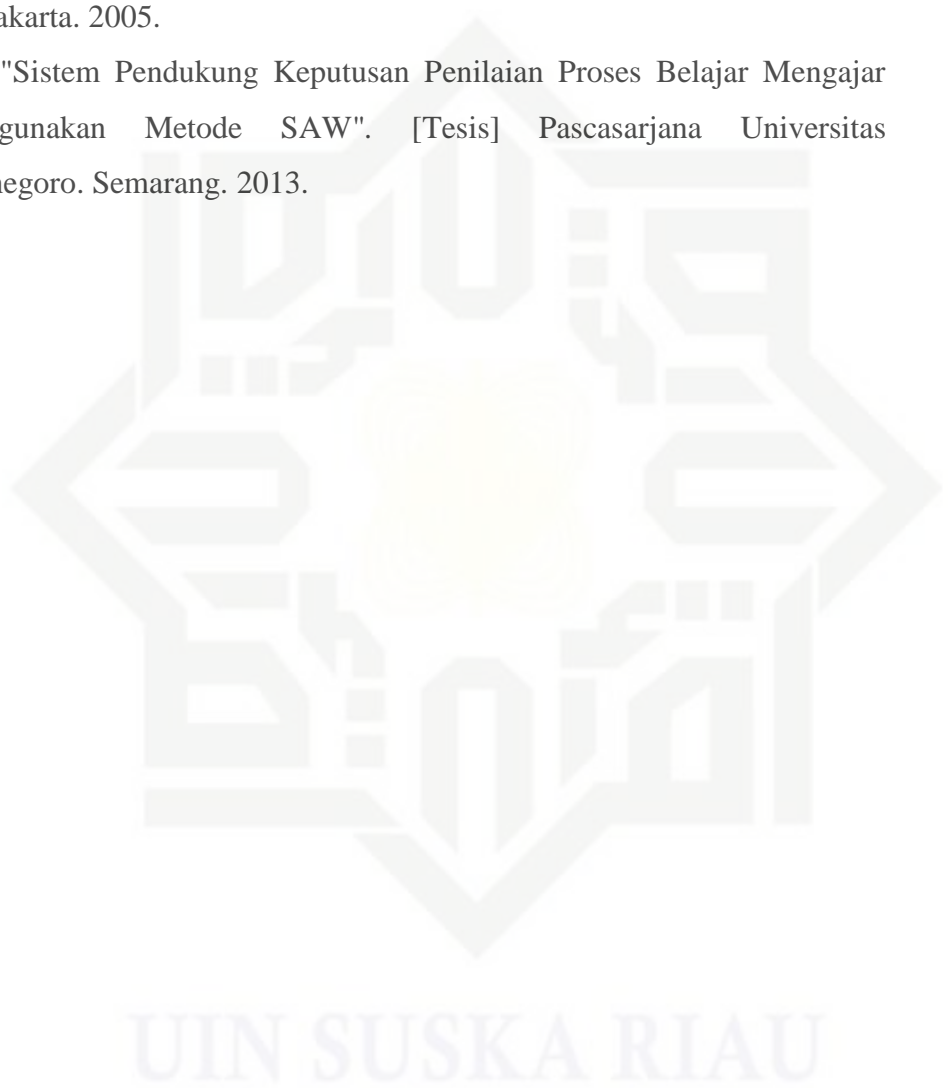 akarta. 2005.
"Sistem Pendukung Keputusan Penilaian Proses Belajar Mengajar
gunakan Metode SAW". [Tesis] Pascasarjana Universitas
negoro. Semarang. 2013.
UIN SUSKA RIAU